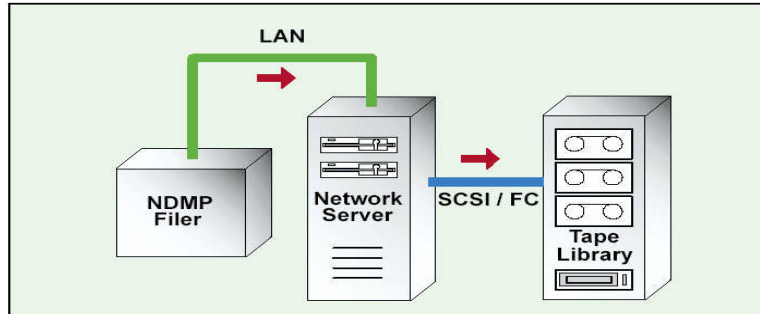 LAN
NDMP
Filer
Network
Server
SCSI / FC
Tape
Library